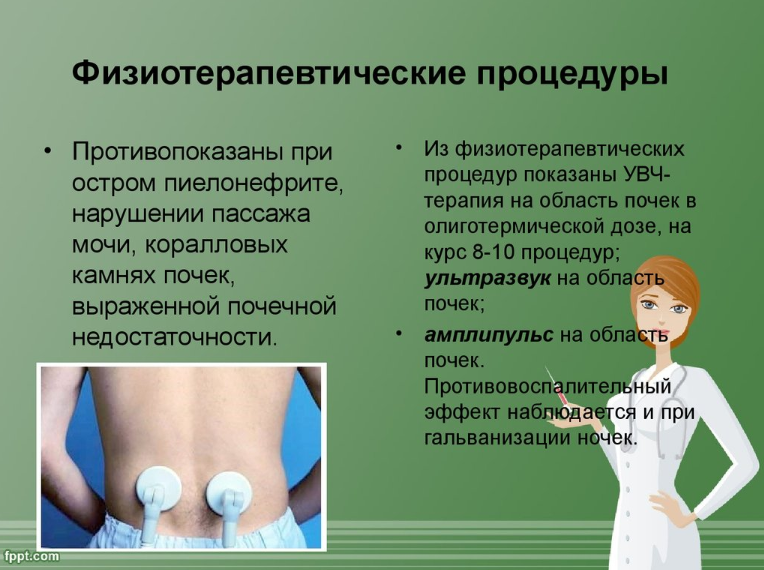 Физиотерапевтические процедуры
• Противопоказаны при
остром пиелонефрите,
нарушении пассажа
мочи, коралловых
камнях почек,
выраженной почечной
недостаточности.
• Из физиотерапевтических
процедур показаны УВЧ-
терапия на область почек в
олиготермической дозе, на
курс 8-10 процедур;
ультразвук на область
почек;
• амплипульс на область
почек.
Противовоспалительный
эффект наблюдается и при
гальванизации ночек.
fppt.com